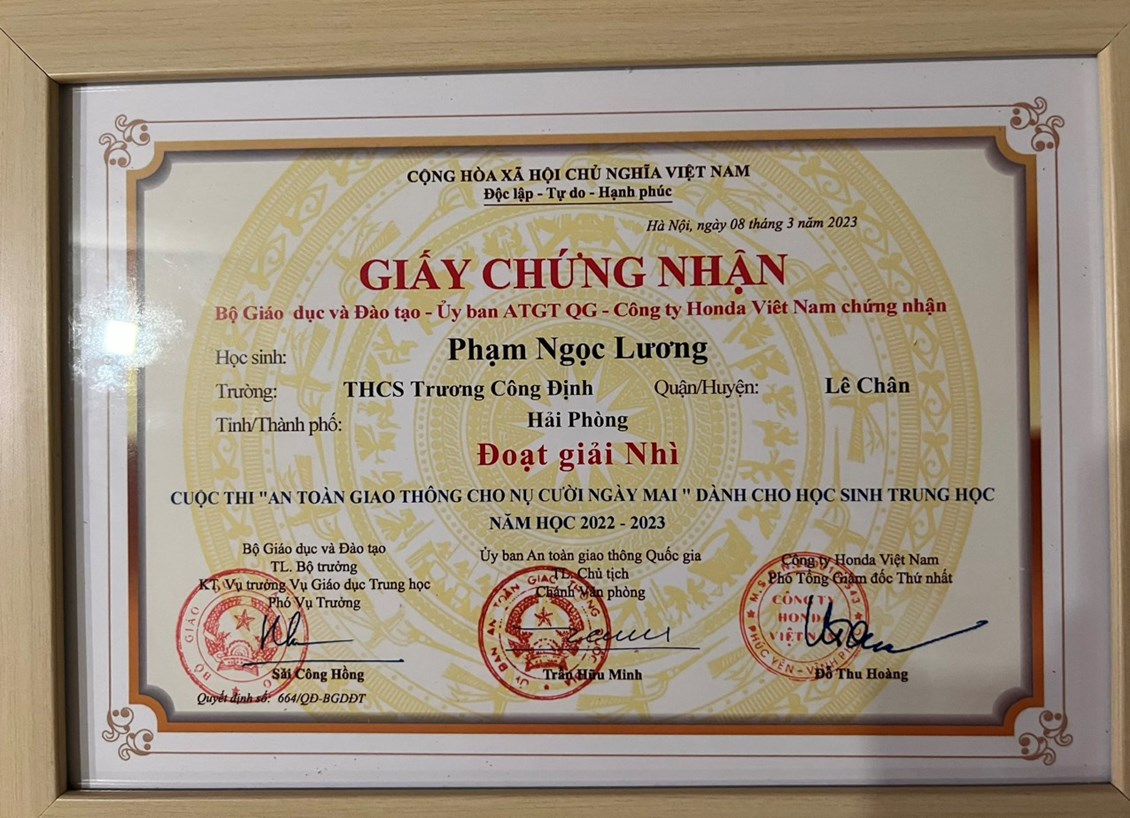 CỘNG HÒA XÃ HỘI CHỦ NGHĨA VIỆT NAM
Độc lập - Tự do - Hạnh phúc
Hà Nội, ngày 08 tháng 3 năm 2023
GIẤY CHỨNG NHẬN
Bộ Giáo dục và Đào tạo - Ủy ban ATGT QG - Công ty Honda Viêt Nam chứng nhận
Học sinh: Phạm Ngọc Lương
Trường: THCS Trương Công Định Quận/Huyện: Lê Chân
Tỉnh/Thành phố: Hải Phòng
Đoạt giải Nhì
CUỘC THI "AN TOÀN GIAO THÔNG CHO NỤ CƯỜI NGÀY MAI " DÀNH CHO HỌC SINH TRUNG HỌC
NĂM HỌC 2022 - 2023
Bộ Giáo dục và Đào tạo
TL. Bộ trưởng
KT, Vụ trưởng Vụ Giáo dục Trung học
Phó Vụ Trưởng
Sái Công Hồng
Quyết định số: 664/QĐ-BGDĐT
Ủy ban An toàn giao thông Quốc gia
TL. Chủ tịch
Chánh Văn phòng
Trần Hữu Minh
Công ty Honda Việt Nam
Phó Tổng Giám đốc Thứ nhất
CÔNG TY
HONDA
VIỆT NAM
Đỗ Thu Hoàng